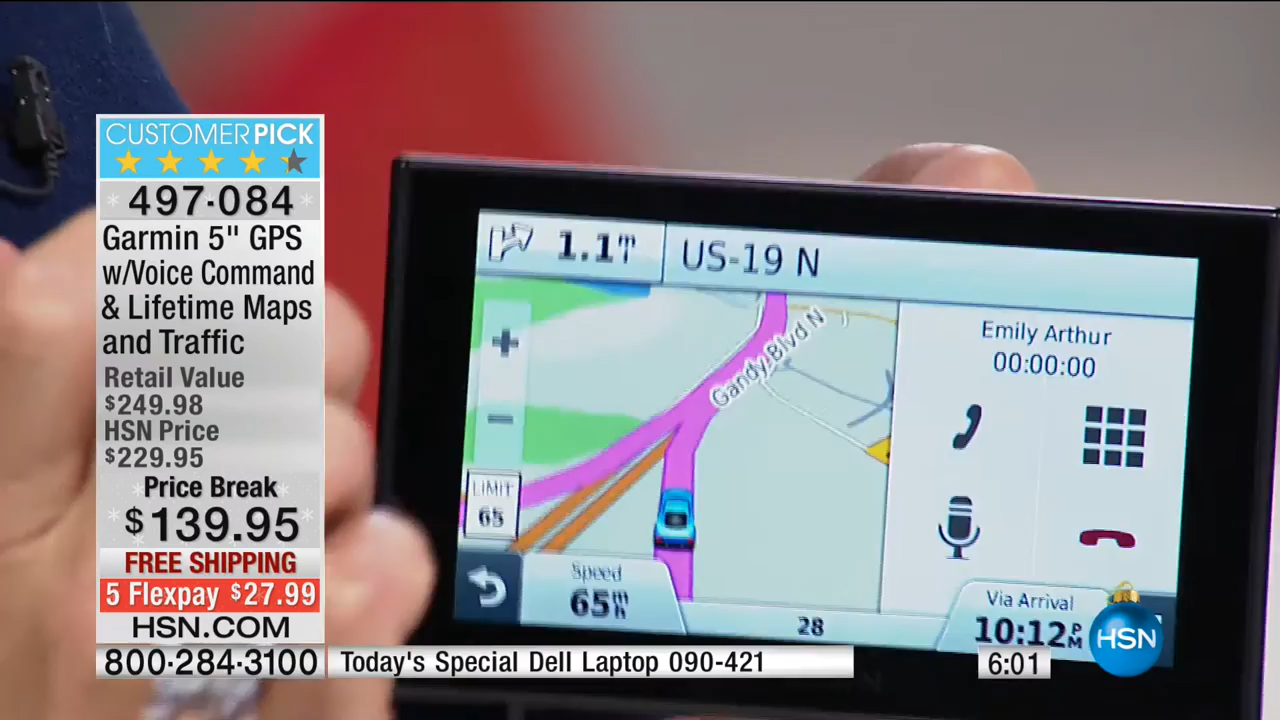 CUSTOMERPICK
497·084
Garmin 5" GPS
w/Voice Command
& Lifetime Maps
and Traffic
Retail Value
$249.98
HSN Price
$229.95
Price Break
$139.95
FREE SHIPPING
5 Flexpay $27.99
HSN.COM
800·284·3100
Today's Special Dell Laptop 090-421
6:01
HSN
1.1
US-19 N
Gandy Blvd N
Emily Arthur
00:00:00
LIMIT
65
Speed
65
28
Via Arrival
10:12 PM